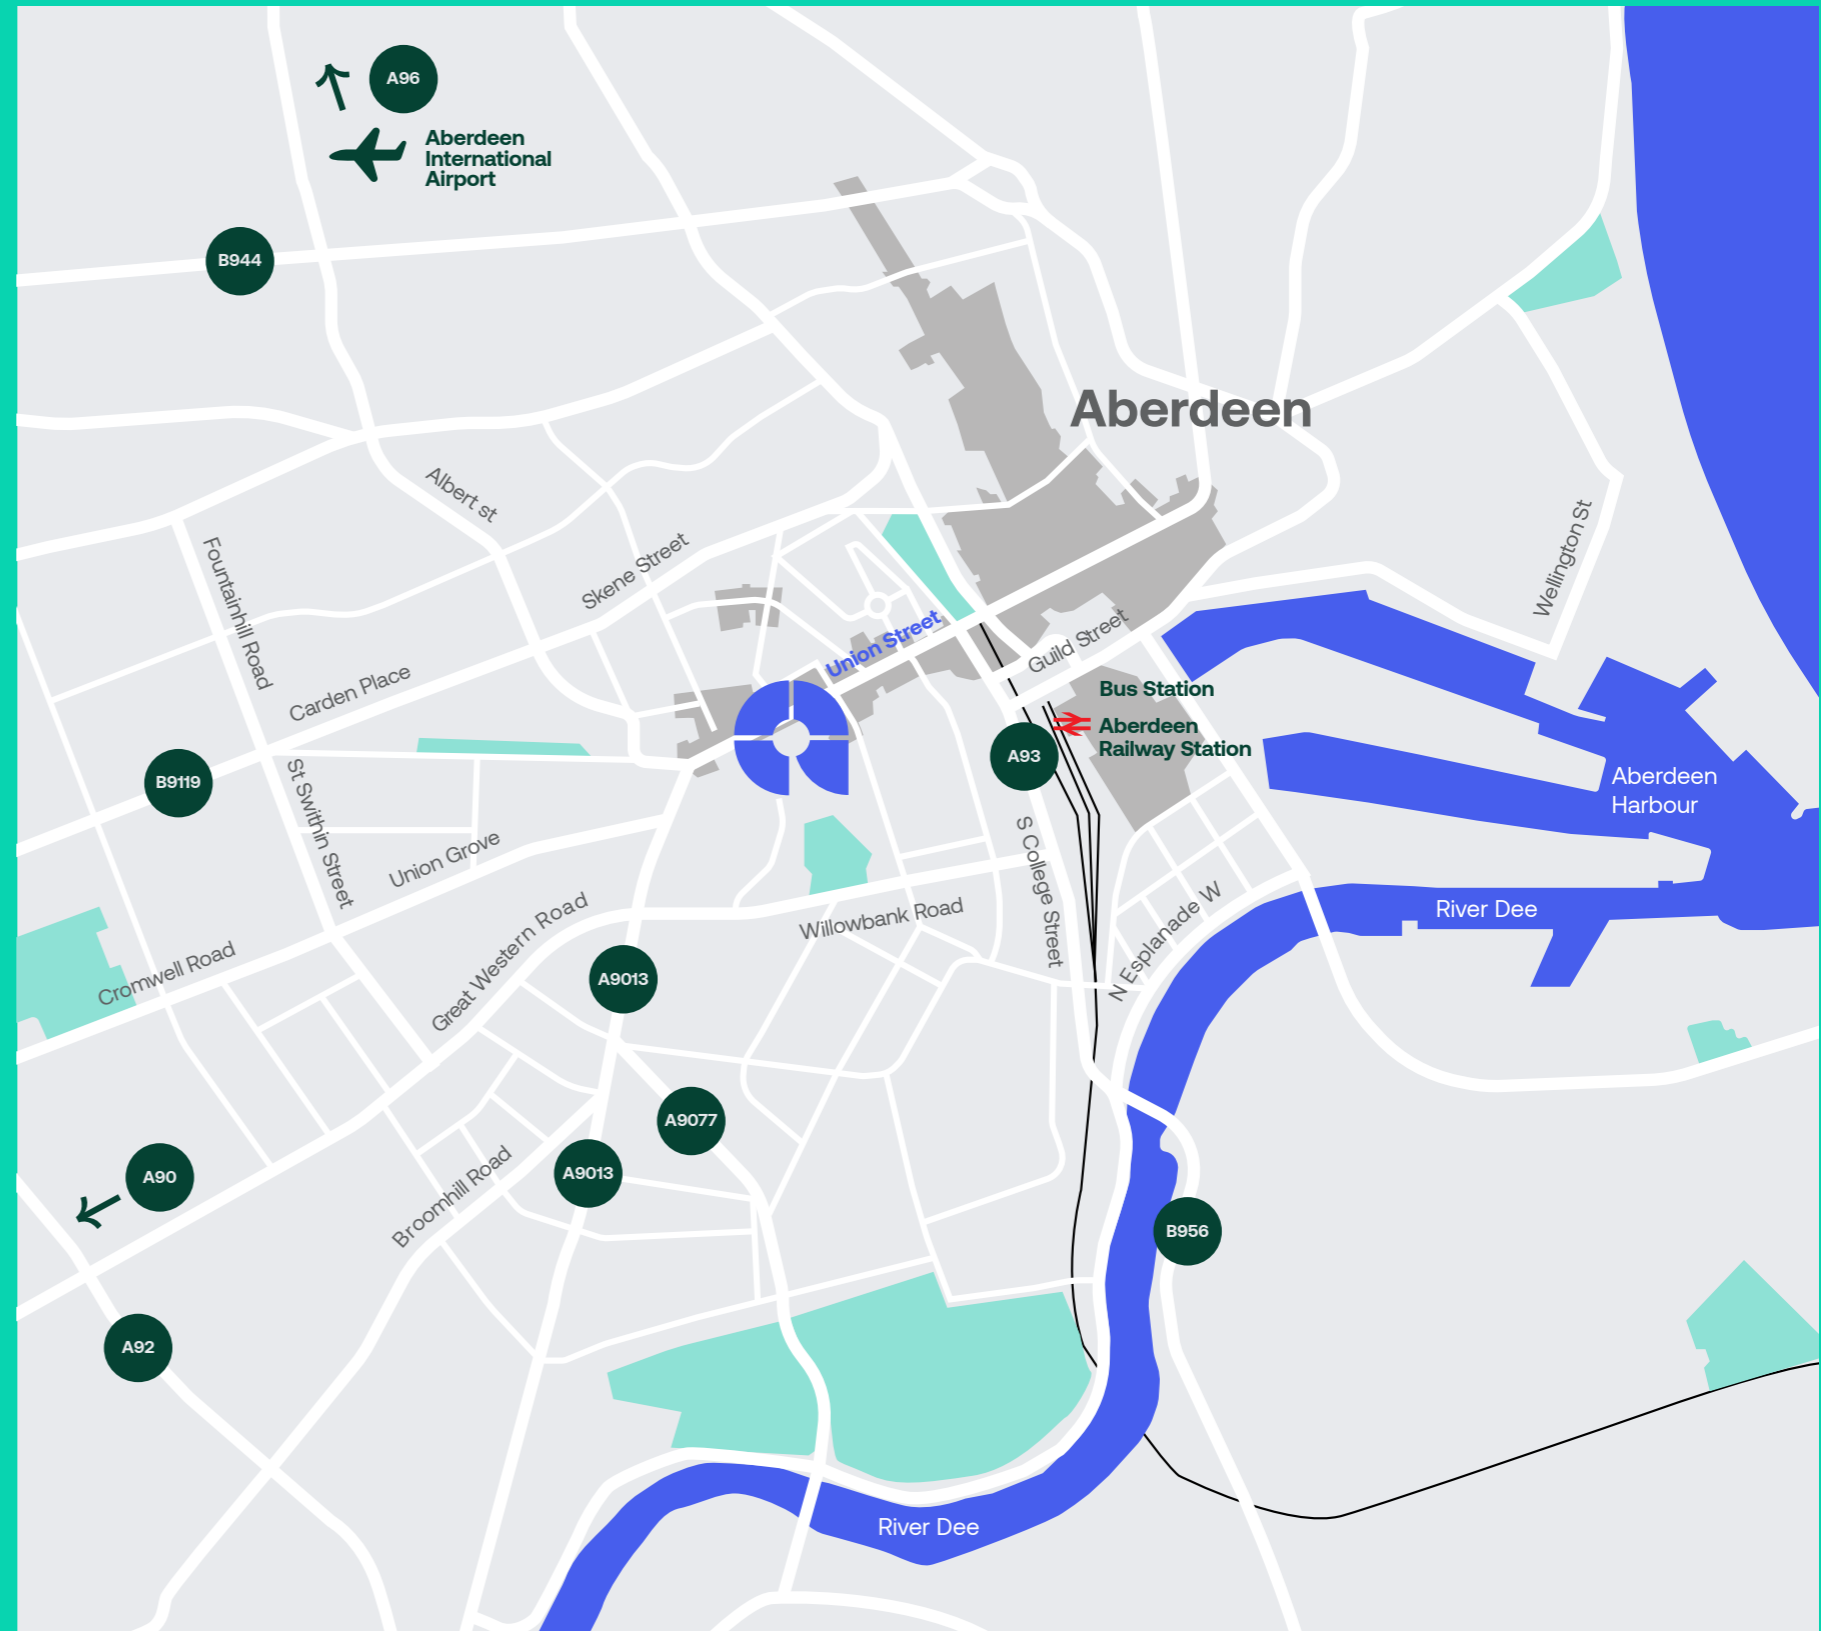 A96
Aberdeen
International
Airport
B944
Aberdeen
Albert st
Fountainhill Road
Skene Street
Wellington St
Union Street
Guild Street
Carden Place
Bus Station
Aberdeen
Railway Station
A93
B9119
St Swithin Street
Aberdeen
Harbour
Union Grove
S College Street
Great Western Road
Willowbank Road
N Esplanade W
River Dee
Cromwell Road
A9013
A9077
A90
A9013
Broomhill Road
B956
A92
River Dee